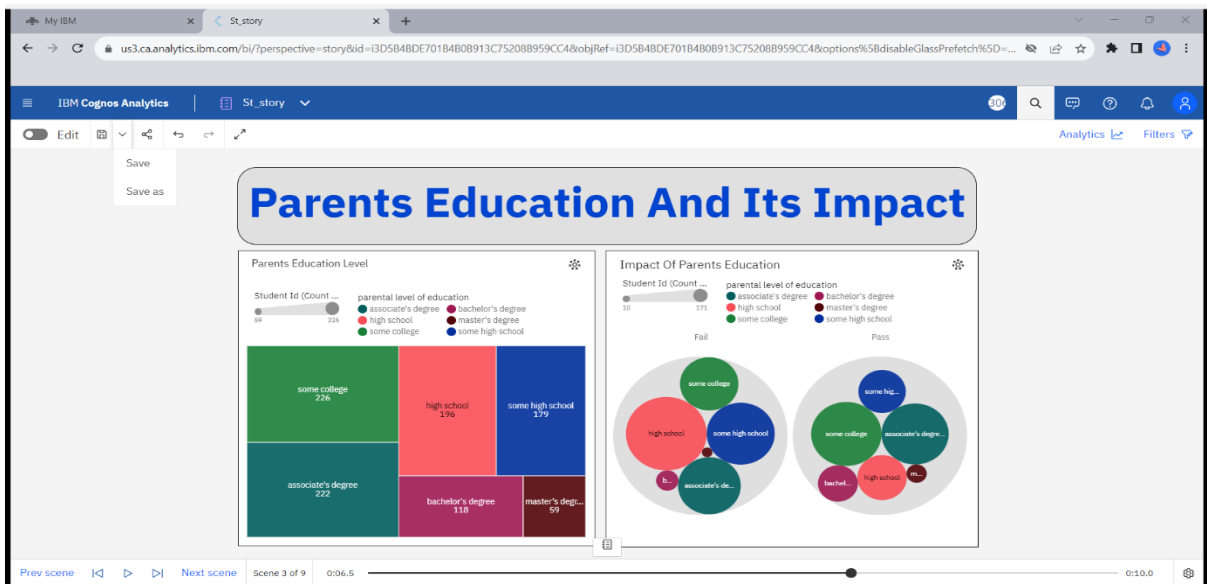 My IBM
St_story
us3.ca.analytics.ibm.com/bi/?perspective=story&id=i3D5B4BDE701B4B0B913C75208B959CC4&objRef=i3D5B4BDE701B4B0B913C75208B959CC4&options%5BdisableGlassPrefetch%5D=...
IBM Cognos Analytics St_story
Edit Analytics Filters
Save
Save as
Parents Education And Its Impact
Parents Education Level
Student Id (Count ... parental level of education
associate's degree bachelor's degree
high school master's degree
some college some high school
59 226
some college
226
high school
196
some high school
179
associate's degree
222
bachelor's degree
118
master's degr...
59
Impact Of Parents Education
Student Id (Count ... parental level of education
associate's degree bachelor's degree
high school master's degree
some college some high school
10 171
Fail Pass
some college
high school
some high school
b...
associate's de...
some hig...
some college
associate's degre...
bachel...
high school
m...
Prev scene Next scene Scene 3 of 9 0:06.5 0:10.0